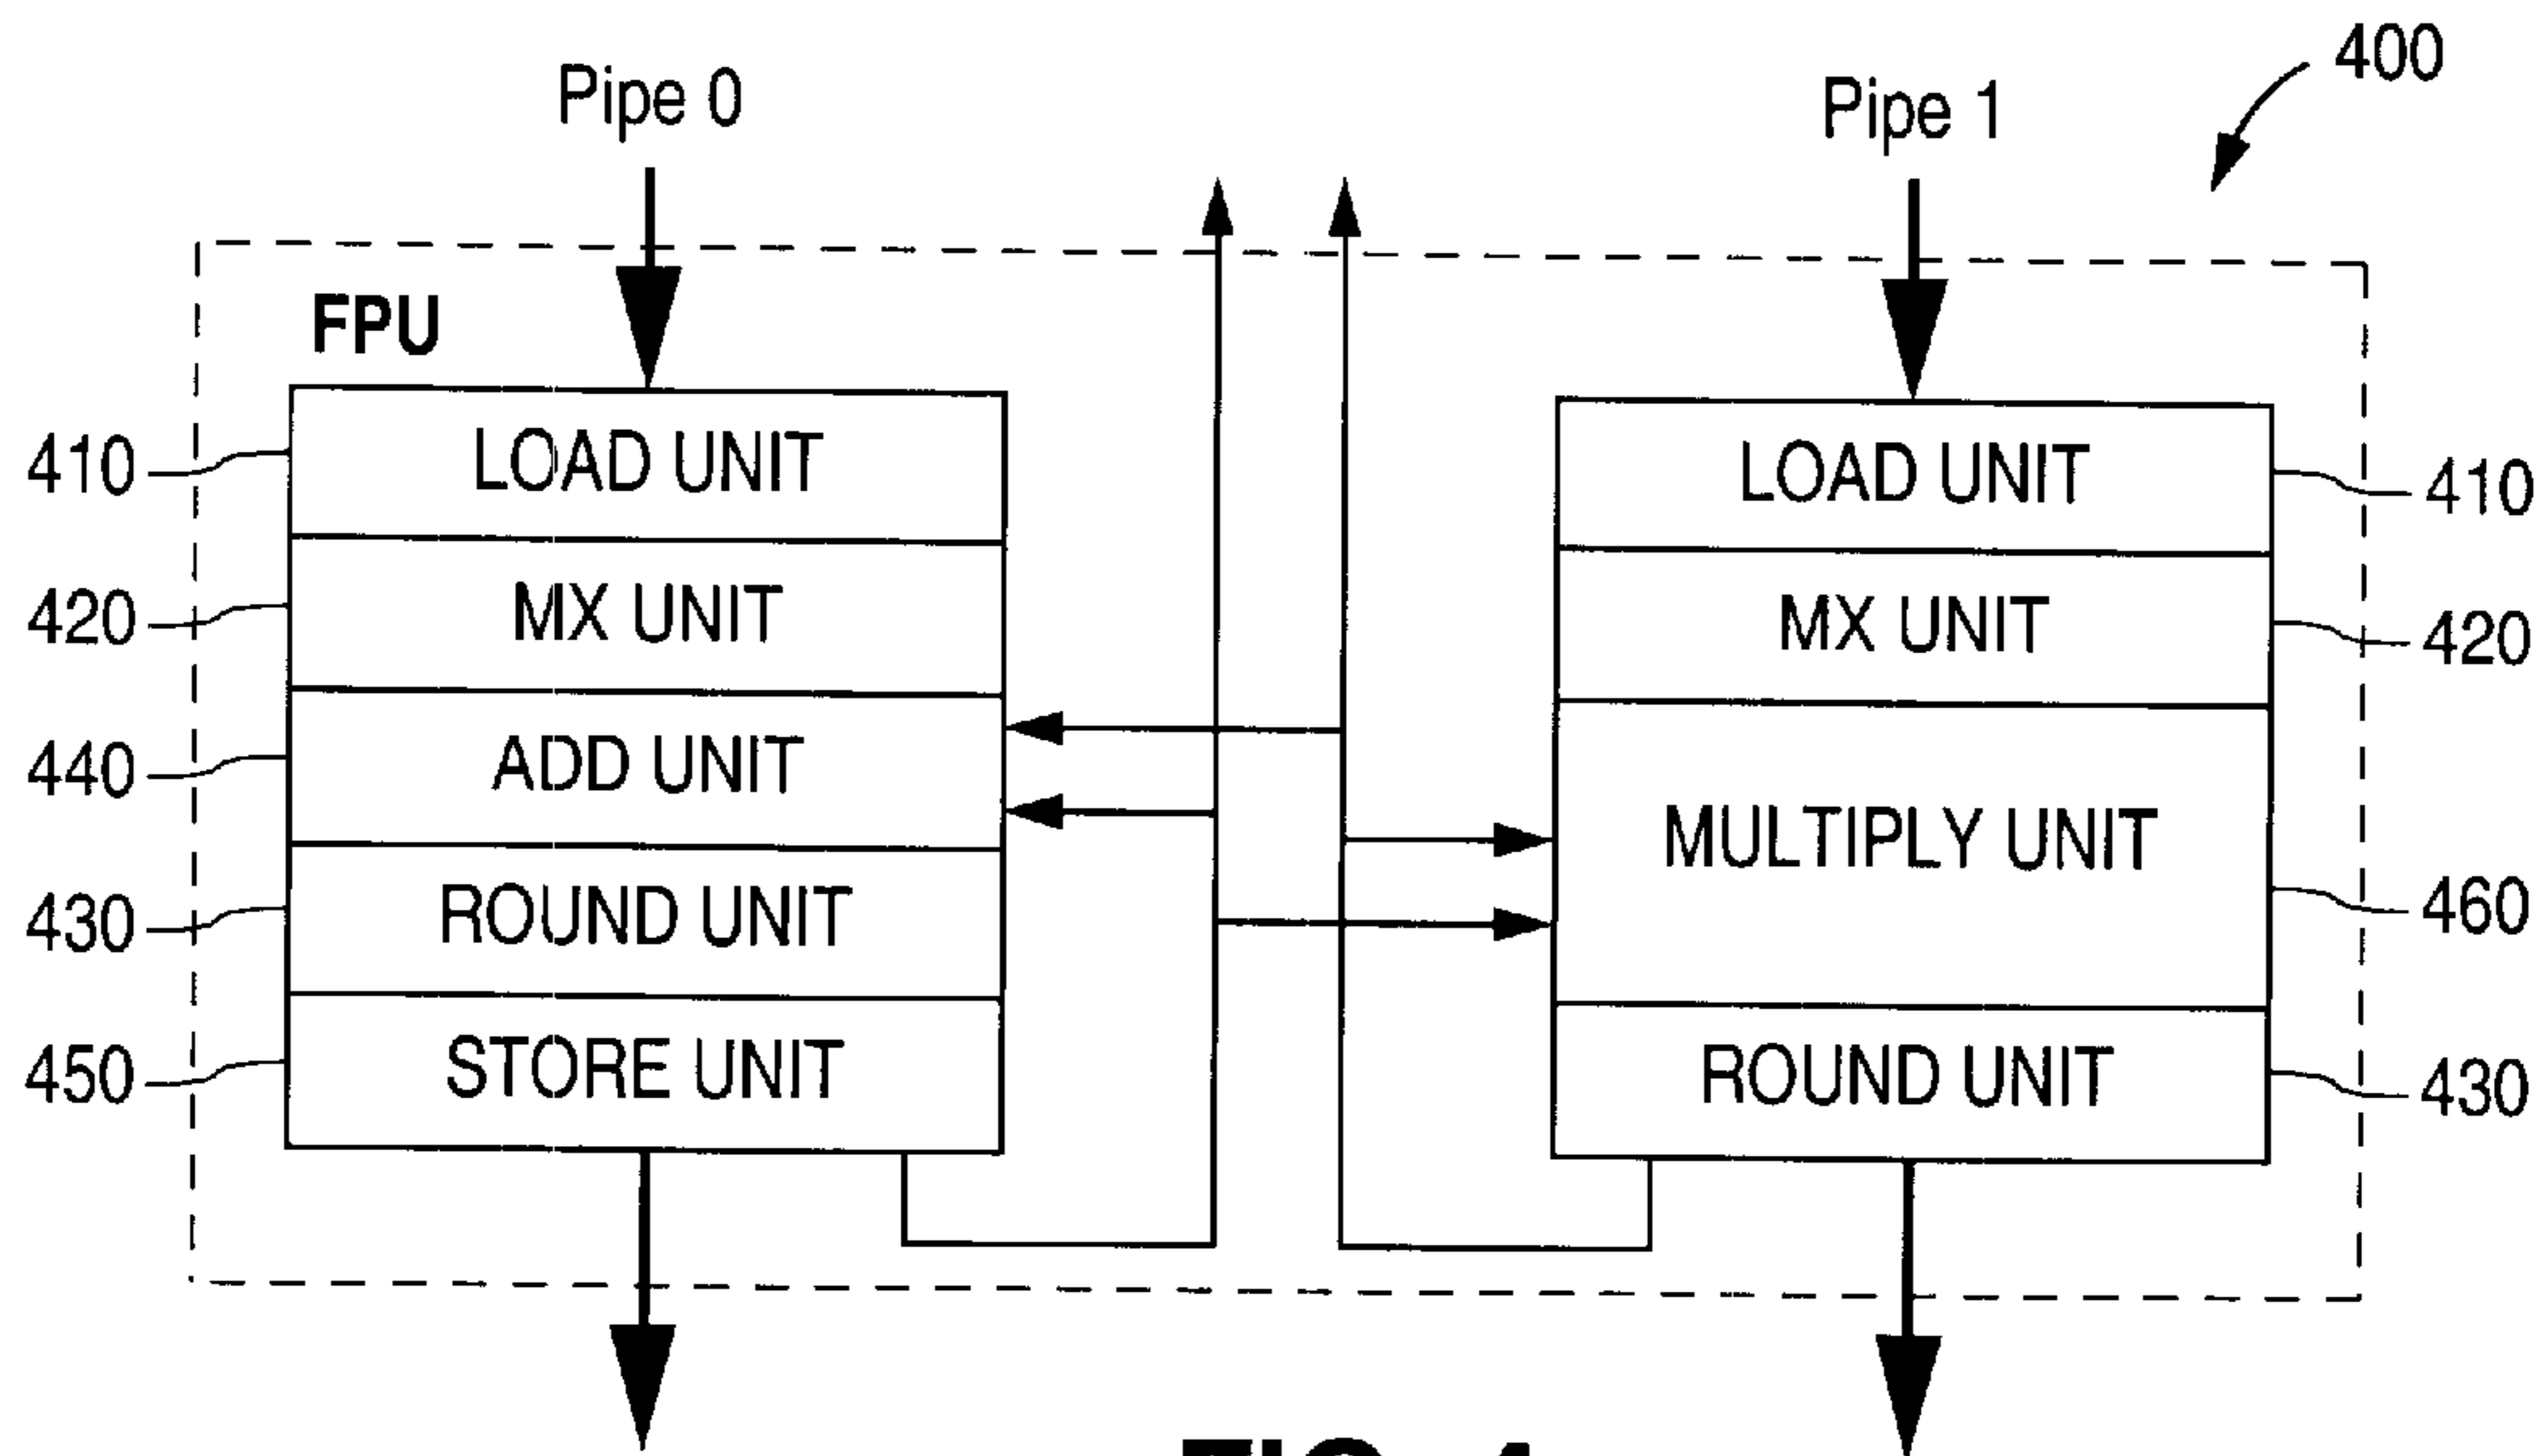 400
Pipe 0
Pipe 1
FPU
410
LOAD UNIT
LOAD UNIT
410
420
MX UNIT
MX UNIT
420
440
ADD UNIT
MULTIPLY UNIT
460
430
ROUND UNIT
450
STORE UNIT
ROUND UNIT
430